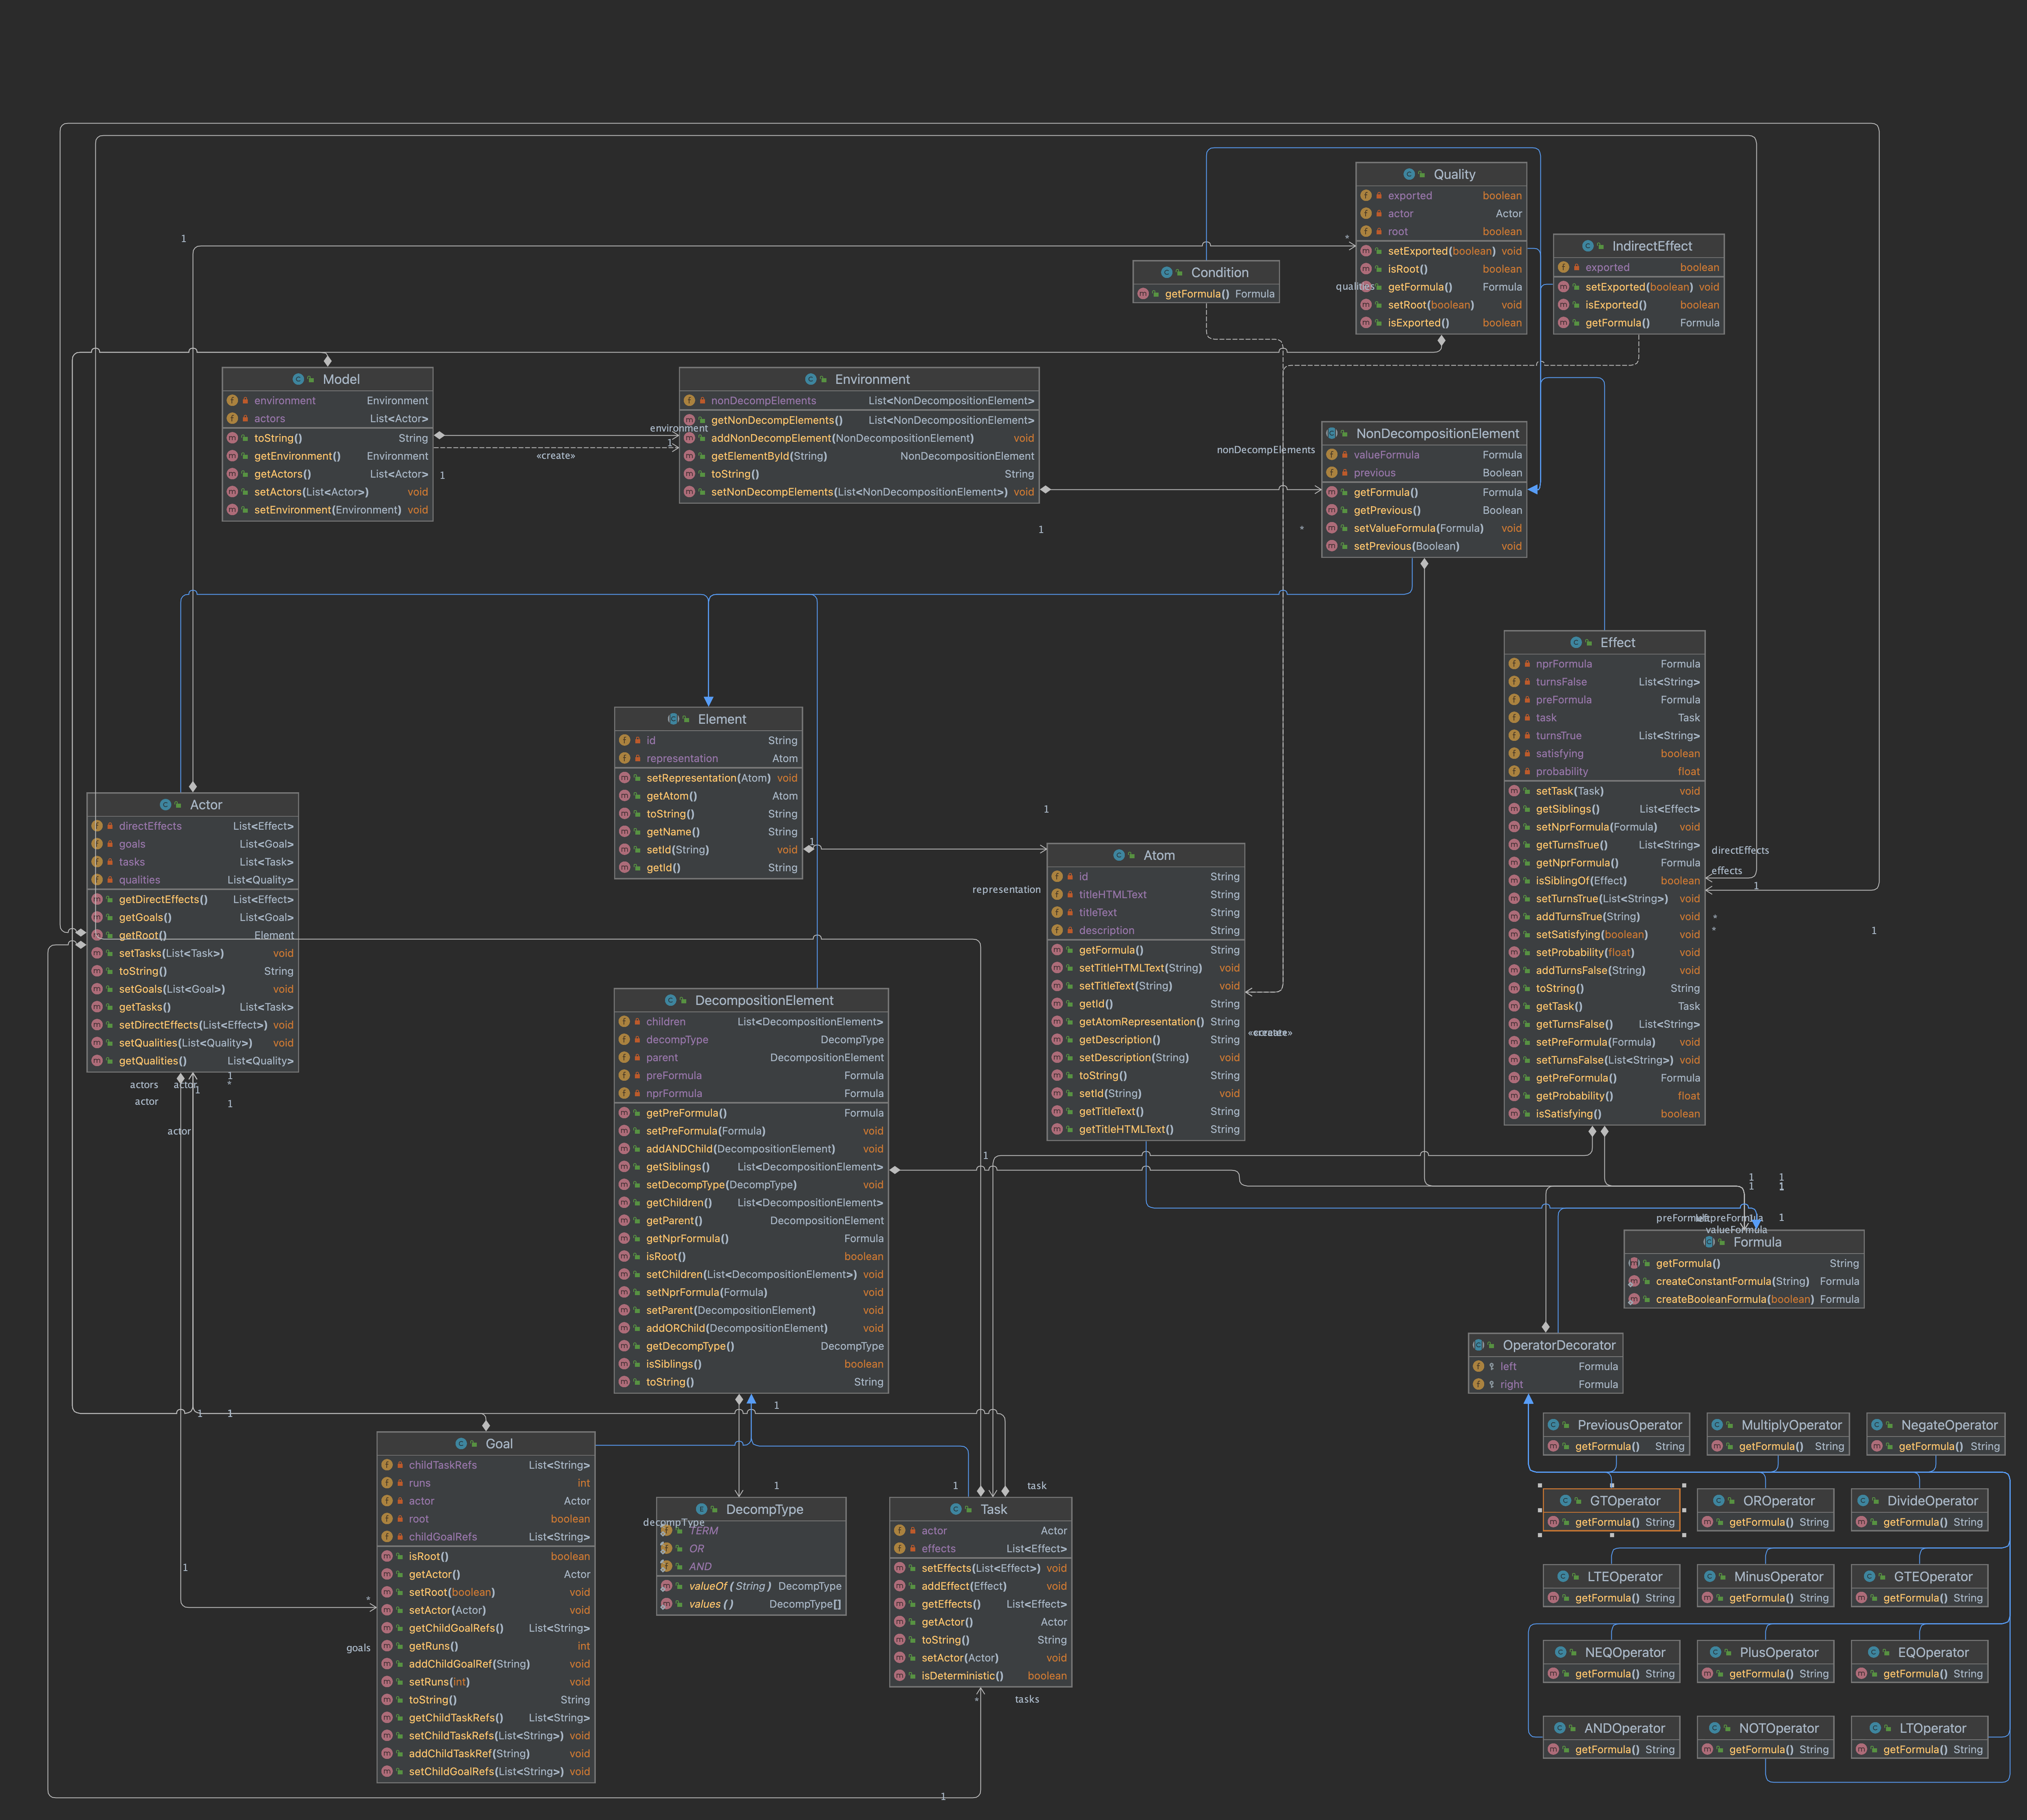 Quality
exported boolean
actor Actor
root boolean
setExported(boolean) void
isRoot() boolean
getFormula() Formula
setRoot(boolean) void
isExported() boolean
1
*
qualities
IndirectEffect
exported boolean
setExported(boolean) void
isExported() boolean
getFormula() Formula
Condition
getFormula() Formula
Model
environment Environment
actors List<Actor>
toString() String
getEnvironment() Environment
getActors() List<Actor>
setActors(List<Actor>) void
setEnvironment(Environment) void
environment
1
«create»
1
Environment
nonDecompElements List<NonDecompositionElement>
getNonDecompElements() List<NonDecompositionElement>
addNonDecompElement(NonDecompositionElement) void
getElementById(String) NonDecompositionElement
toString() String
setNonDecompElements(List<NonDecompositionElement>) void
nonDecompElements
1
*
NonDecompositionElement
valueFormula Formula
previous Boolean
getFormula() Formula
getPrevious() Boolean
setValueFormula(Formula) void
setPrevious(Boolean) void
Effect
nprFormula Formula
turnsFalse List<String>
preFormula Formula
task Task
turnsTrue List<String>
satisfying boolean
probability float
setTask(Task) void
getSiblings() List<Effect>
setNprFormula(Formula) void
getTurnsTrue() List<String>
getNprFormula() Formula
isSiblingOf(Effect) boolean
setTurnsTrue(List<String>) void
addTurnsTrue(String) void
setSatisfying(boolean) void
setProbability(float) void
addTurnsFalse(String) void
toString() String
getTask() Task
getTurnsFalse() List<String>
setPreFormula(Formula) void
setTurnsFalse(List<String>) void
getPreFormula() Formula
getProbability() float
isSatisfying() boolean
directEffects
effects
1
*
*
1
Element
id String
representation Atom
setRepresentation(Atom) void
getAtom() Atom
toString() String
getName() String
setId(String) void
getId() String
1
1
representation
Actor
directEffects List<Effect>
goals List<Goal>
tasks List<Task>
qualities List<Quality>
getDirectEffects() List<Effect>
getGoals() List<Goal>
getRoot() Element
setTasks(List<Task>) void
toString() String
setGoals(List<Goal>) void
getTasks() List<Task>
setDirectEffects(List<Effect>) void
setQualities(List<Quality>) void
getQualities() List<Quality>
actors
actor
1
*
1
actor
1
actor
Atom
id String
titleHTMLText String
titleText String
description String
getFormula() String
setTitleHTMLText(String) void
setTitleText(String) void
getId() String
getAtomRepresentation() String
getDescription() String
setDescription(String) void
toString() String
setId(String) void
getTitleText() String
getTitleHTMLText() String
«create»
DecompositionElement
children List<DecompositionElement>
decompType DecompType
parent DecompositionElement
preFormula Formula
nprFormula Formula
getPreFormula() Formula
setPreFormula(Formula) void
addANDChild(DecompositionElement) void
getSiblings() List<DecompositionElement>
setDecompType(DecompType) void
getChildren() List<DecompositionElement>
getParent() DecompositionElement
getNprFormula() Formula
isRoot() boolean
setChildren(List<DecompositionElement>) void
setNprFormula(Formula) void
setParent(DecompositionElement) void
addORChild(DecompositionElement) void
getDecompType() DecompType
isSiblings() boolean
toString() String
1
1
1
1
1
1
preFormula
valueFormula
Formula
getFormula() String
createConstantFormula(String) Formula
createBooleanFormula(boolean) Formula
OperatorDecorator
left Formula
right Formula
1
1
1
Goal
childTaskRefs List<String>
runs int
actor Actor
root boolean
childGoalRefs List<String>
isRoot() boolean
getActor() Actor
setRoot(boolean) void
setActor(Actor) void
getChildGoalRefs() List<String>
getRuns() int
addChildGoalRef(String) void
setRuns(int) void
toString() String
getChildTaskRefs() List<String>
setChildTaskRefs(List<String>) void
addChildTaskRef(String) void
setChildGoalRefs(List<String>) void
1
*
goals
1
DecompType
decompType
TERM
OR
AND
valueOf(String) DecompType
values() DecompType[]
1
task
Task
actor Actor
effects List<Effect>
setEffects(List<Effect>) void
addEffect(Effect) void
getEffects() List<Effect>
getActor() Actor
toString() String
setActor(Actor) void
isDeterministic() boolean
*
tasks
1
PreviousOperator
getFormula() String
MultiplyOperator
getFormula() String
NegateOperator
getFormula() String
GTOperator
getFormula() String
OROperator
getFormula() String
DivideOperator
getFormula() String
LTEOperator
getFormula() String
MinusOperator
getFormula() String
GTEOperator
getFormula() String
NEQOperator
getFormula() String
PlusOperator
getFormula() String
EQOperator
getFormula() String
ANDOperator
getFormula() String
NOTOperator
getFormula() String
LTOperator
getFormula() String